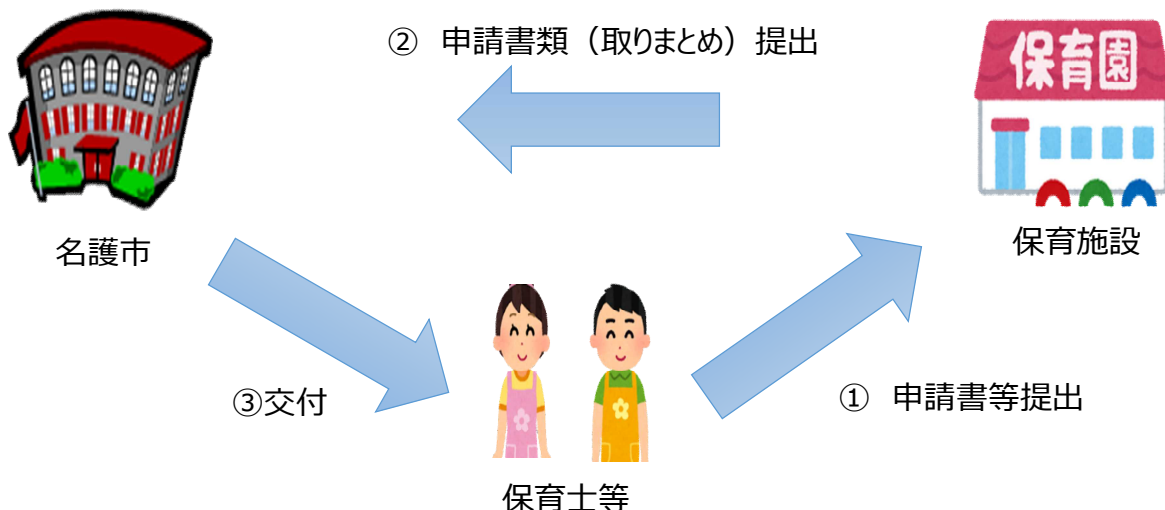 ② 申請書類（取りまとめ）提出
保育園
名護市
保育施設
③交付
① 申請書等提出
保育士等